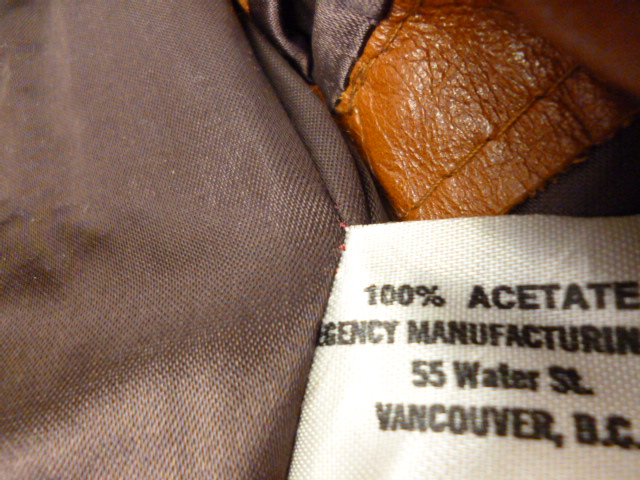 100% ACETATE
EGENCY MANUFACTURIN
55 Water St.
VANCOUVER, B.C.